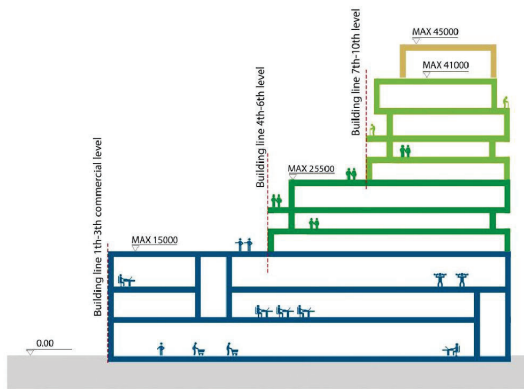 MAX 45000
MAX 41000
Building line 7th-10th level
MAX 25500
Building line 4th-6th level
MAX 15000
Building line 1th-3th commercial level
0.00